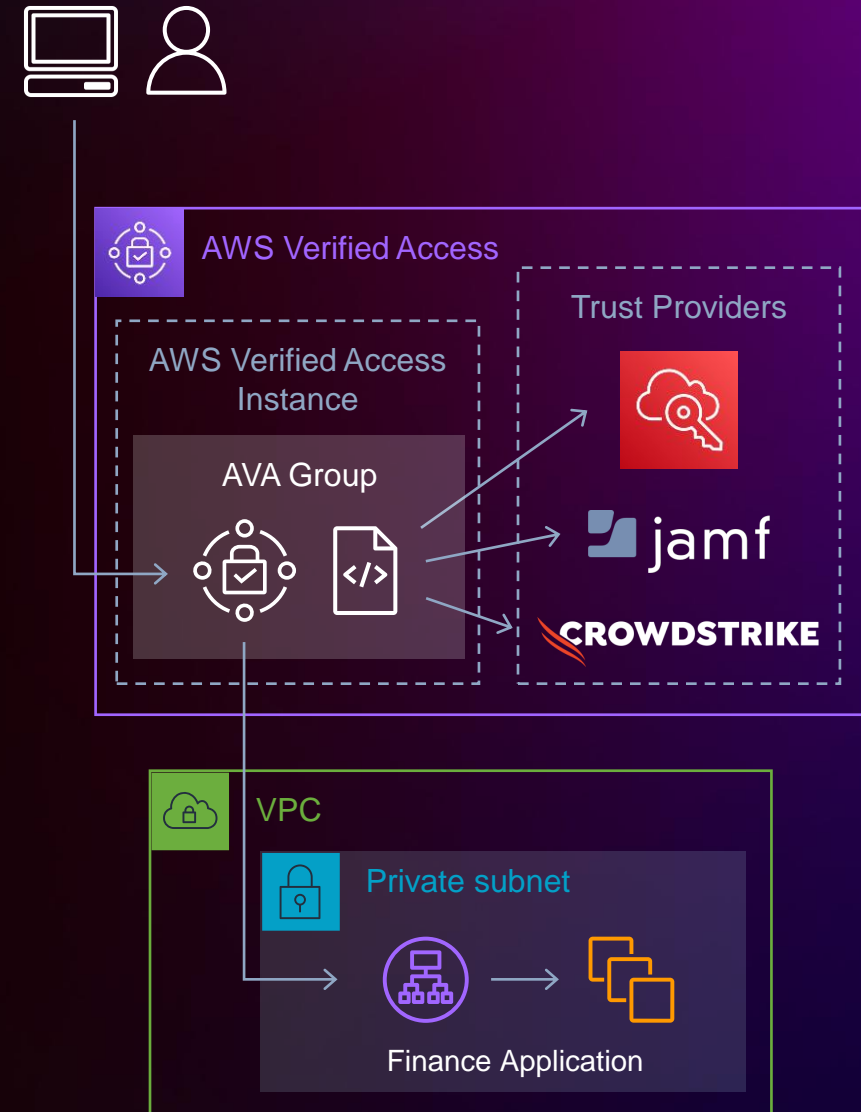 AWS Verified Access
Trust Providers
AWS Verified Access
Instance
AVA Group
</>
jamf
CROWDSTRIKE
VPC
Private subnet
Finance Application